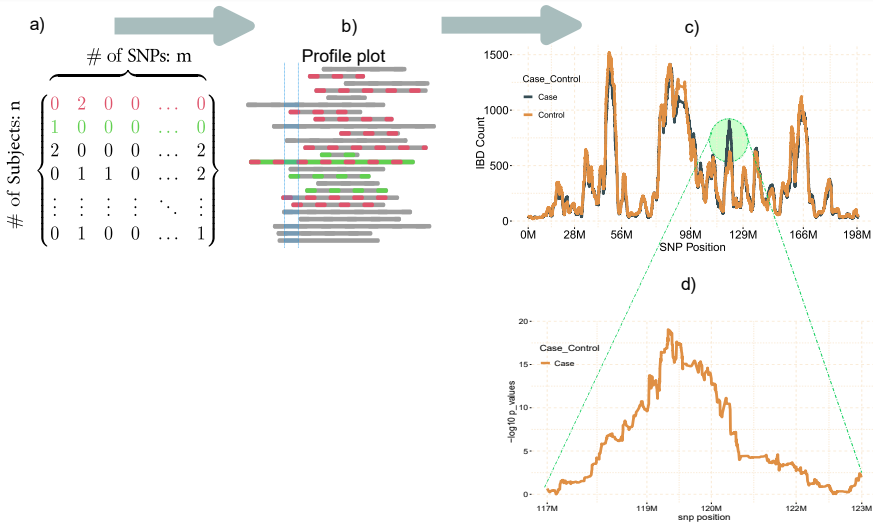 a)
# of SNPs: m
# of Subjects: n
0 2 0 0 … 0
1 0 0 0 … 0
2 0 0 0 … 2
0 1 1 0 … 2
⋮ ⋮ ⋮ ⋮ ⋱ ⋮
0 1 0 0 … 1
b)
Profile plot
c)
1500
1000
500
0
IBD Count
Case_Control
Case
Control
0M 28M 56M 98M 129M 166M 198M
SNP Position
d)
20
15
10
5
0
−log10 p_values
Case_Control
Case
117M 119M 120M 122M 123M
snp position